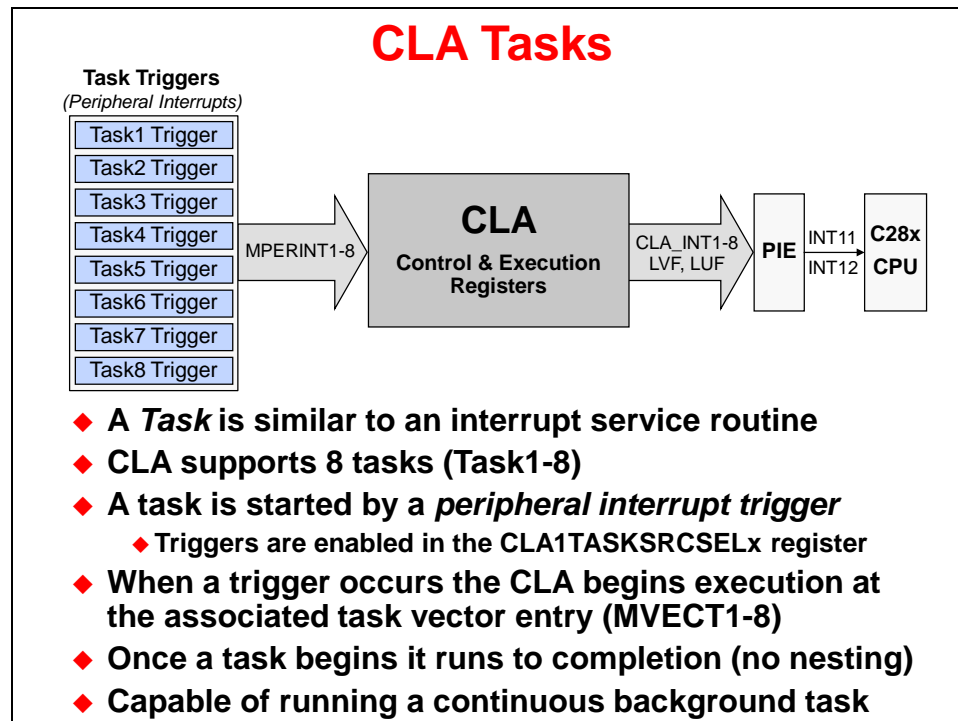 CLA Tasks
Task Triggers
(Peripheral Interrupts)
Task1 Trigger
Task2 Trigger
Task3 Trigger
Task4 Trigger
Task5 Trigger
Task6 Trigger
Task7 Trigger
Task8 Trigger
MPERINT1-8
CLA
Control & Execution
Registers
CLA_INT1-8
LVF, LUF
PIE
INT11
INT12
C28x
CPU
◆ A Task is similar to an interrupt service routine
◆ CLA supports 8 tasks (Task1-8)
◆ A task is started by a peripheral interrupt trigger
◆ Triggers are enabled in the CLA1TASKSRCSELx register
◆ When a trigger occurs the CLA begins execution at
the associated task vector entry (MVECT1-8)
◆ Once a task begins it runs to completion (no nesting)
◆ Capable of running a continuous background task